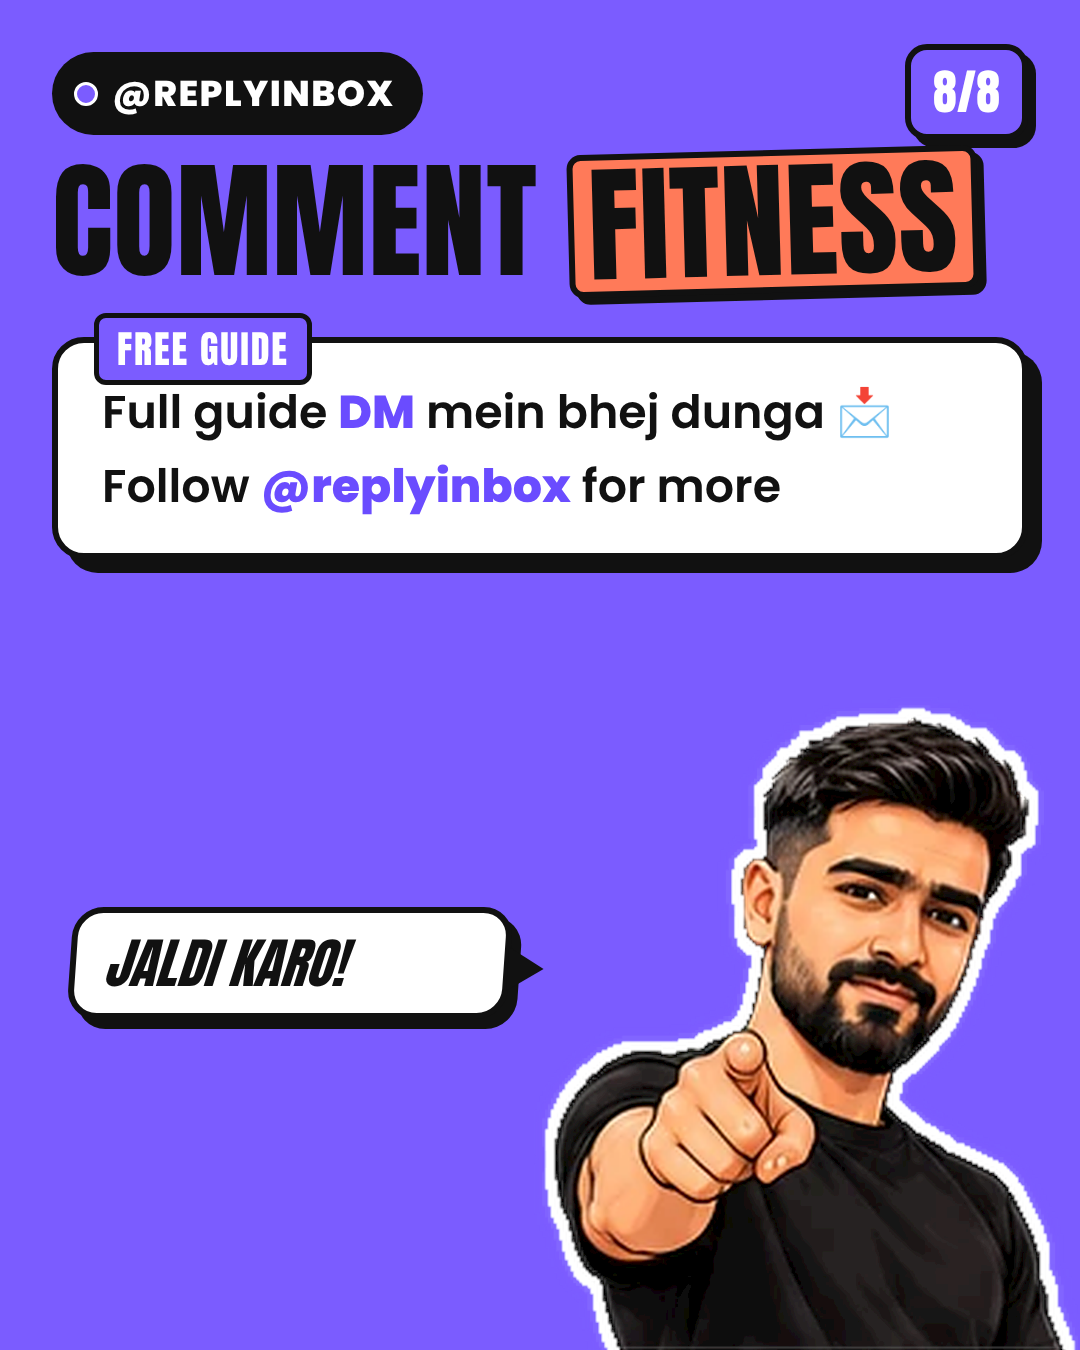 @REPLYINBOX
8/8
COMMENT FITNESS
FREE GUIDE
Full guide DM mein bhej dunga 📩
Follow @replyinbox for more
JALDI KARO!